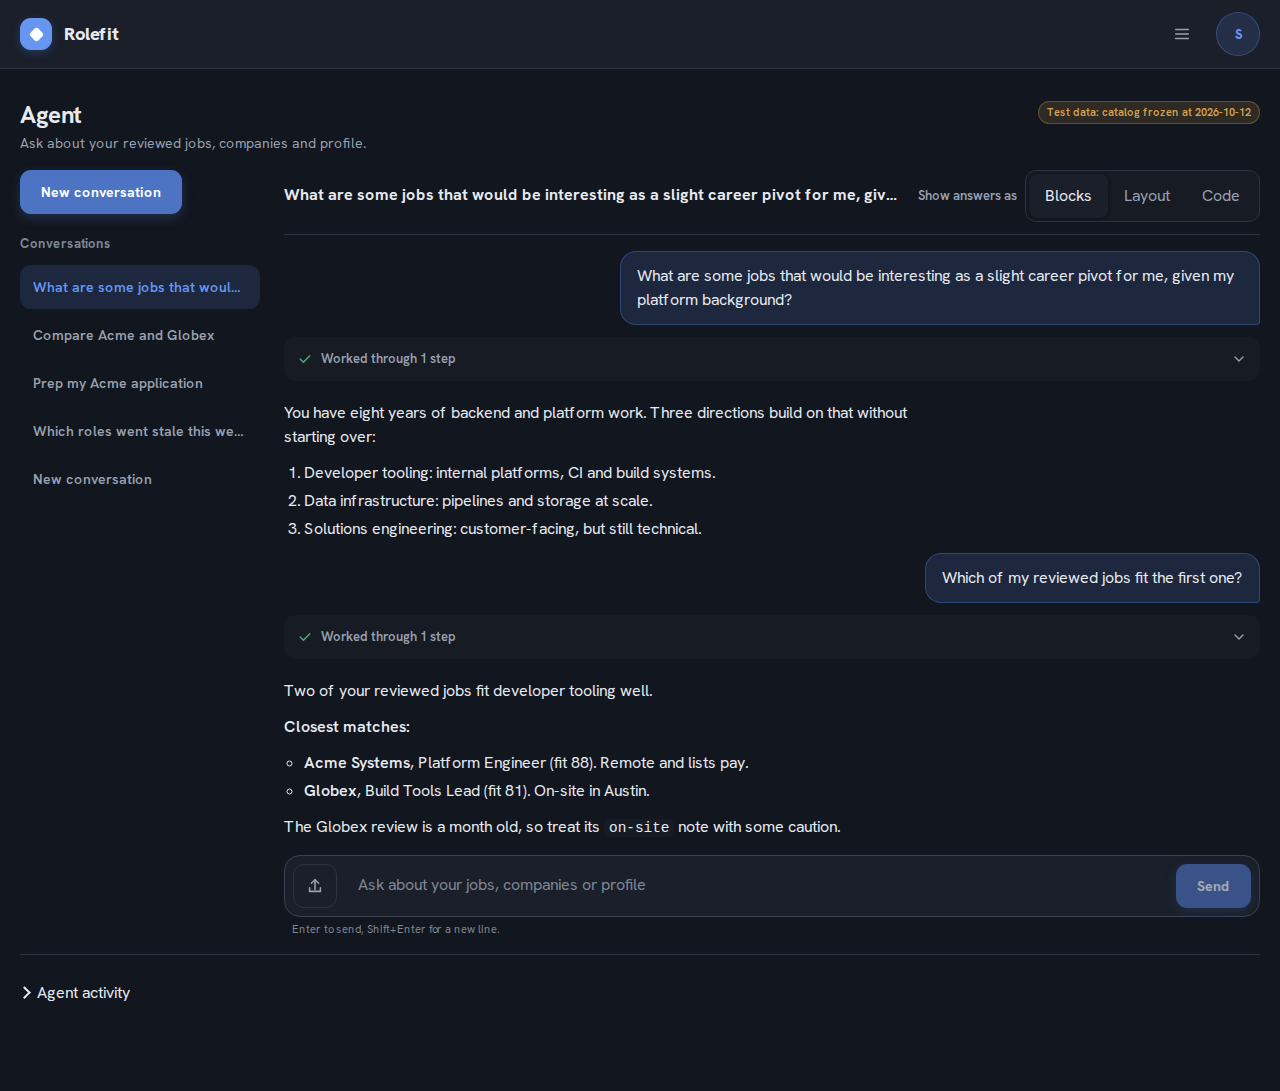 Rolefit
S
Agent
Test data: catalog frozen at 2026-10-12
Ask about your reviewed jobs, companies and profile.
New conversation
Conversations
What are some jobs that woul...
Compare Acme and Globex
Prep my Acme application
Which roles went stale this we...
New conversation
What are some jobs that would be interesting as a slight career pivot for me, giv...
Show answers as
Blocks
Layout
Code
What are some jobs that would be interesting as a slight career pivot for me, given my
platform background?
Worked through 1 step
You have eight years of backend and platform work. Three directions build on that without
starting over:
1. Developer tooling: internal platforms, CI and build systems.
2. Data infrastructure: pipelines and storage at scale.
3. Solutions engineering: customer-facing, but still technical.
Which of my reviewed jobs fit the first one?
Worked through 1 step
Two of your reviewed jobs fit developer tooling well.
Closest matches:
Acme Systems, Platform Engineer (fit 88). Remote and lists pay.
Globex, Build Tools Lead (fit 81). On-site in Austin.
The Globex review is a month old, so treat its on-site note with some caution.
Ask about your jobs, companies or profile
Send
Enter to send, Shift+Enter for a new line.
Agent activity